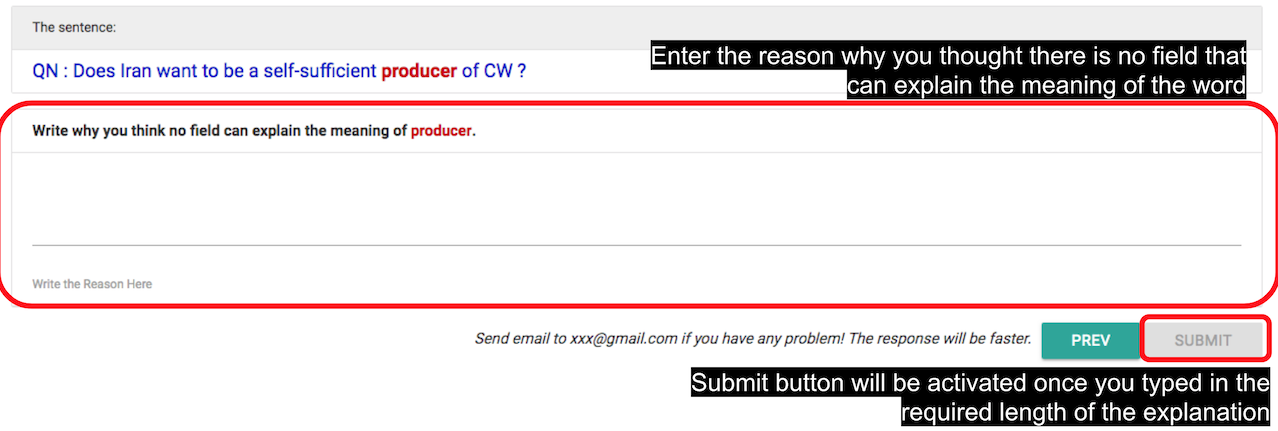 The sentence:
QN : Does Iran want to be a self-sufficient producer of CW ?
Enter the reason why you thought there is no field that
can explain the meaning of the word
Write why you think no field can explain the meaning of producer.
Write the Reason Here
Send email to xxx@gmail.com if you have any problem! The response will be faster.
PREV
SUBMIT
Submit button will be activated once you typed in the
required length of the explanation